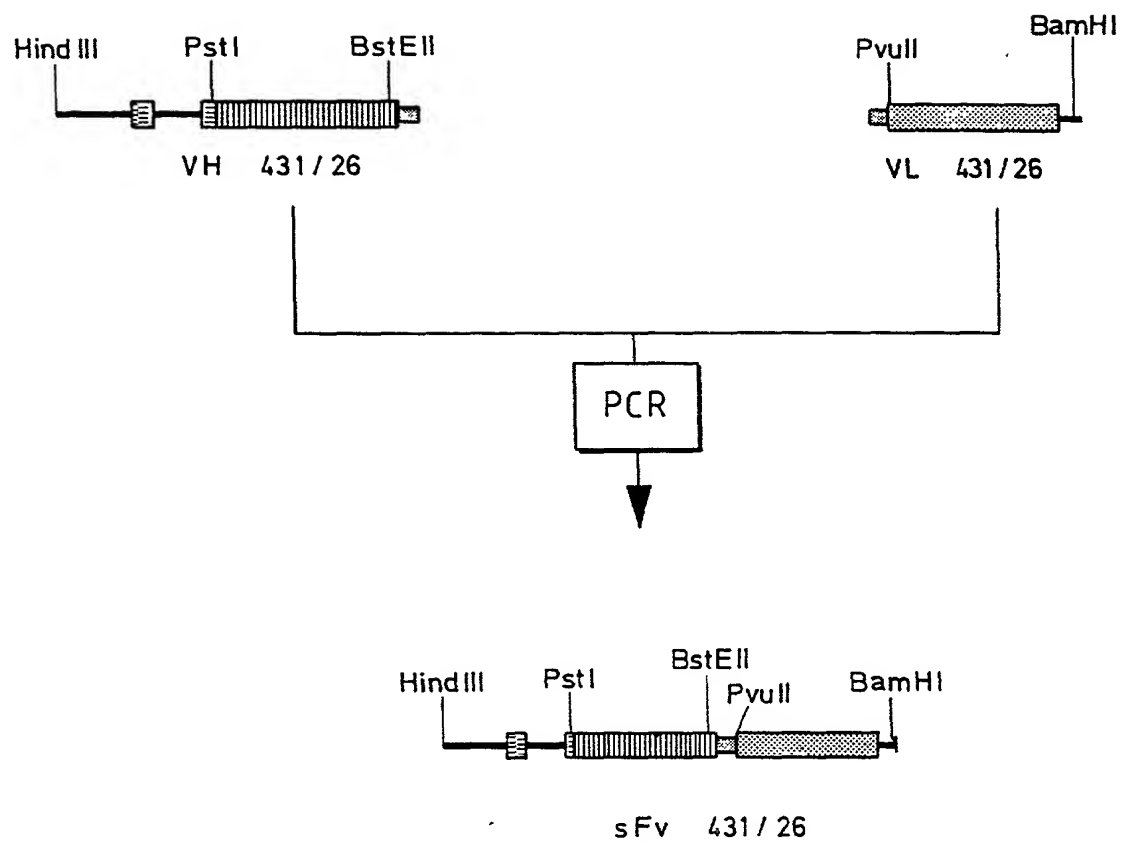 Hind III PstI BstEII
PvuII BamHI
VH 431/26
VL 431/26
PCR
HindIII PstI BstEII PvuII BamHI
sFv 431/26